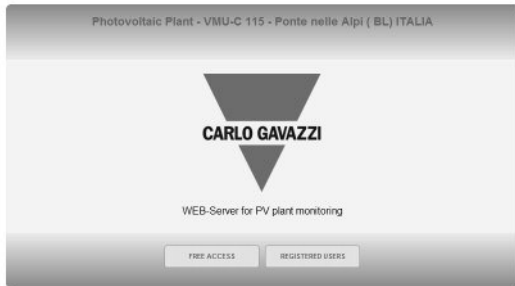 Photovoltaic Plant - VMU-C 115 - Ponte nelle Alpi ( BL) ITALIA
CARLO GAVAZZI
WEB-Server for PV plant monitoring
FREE ACCESS
REGISTERED USERS